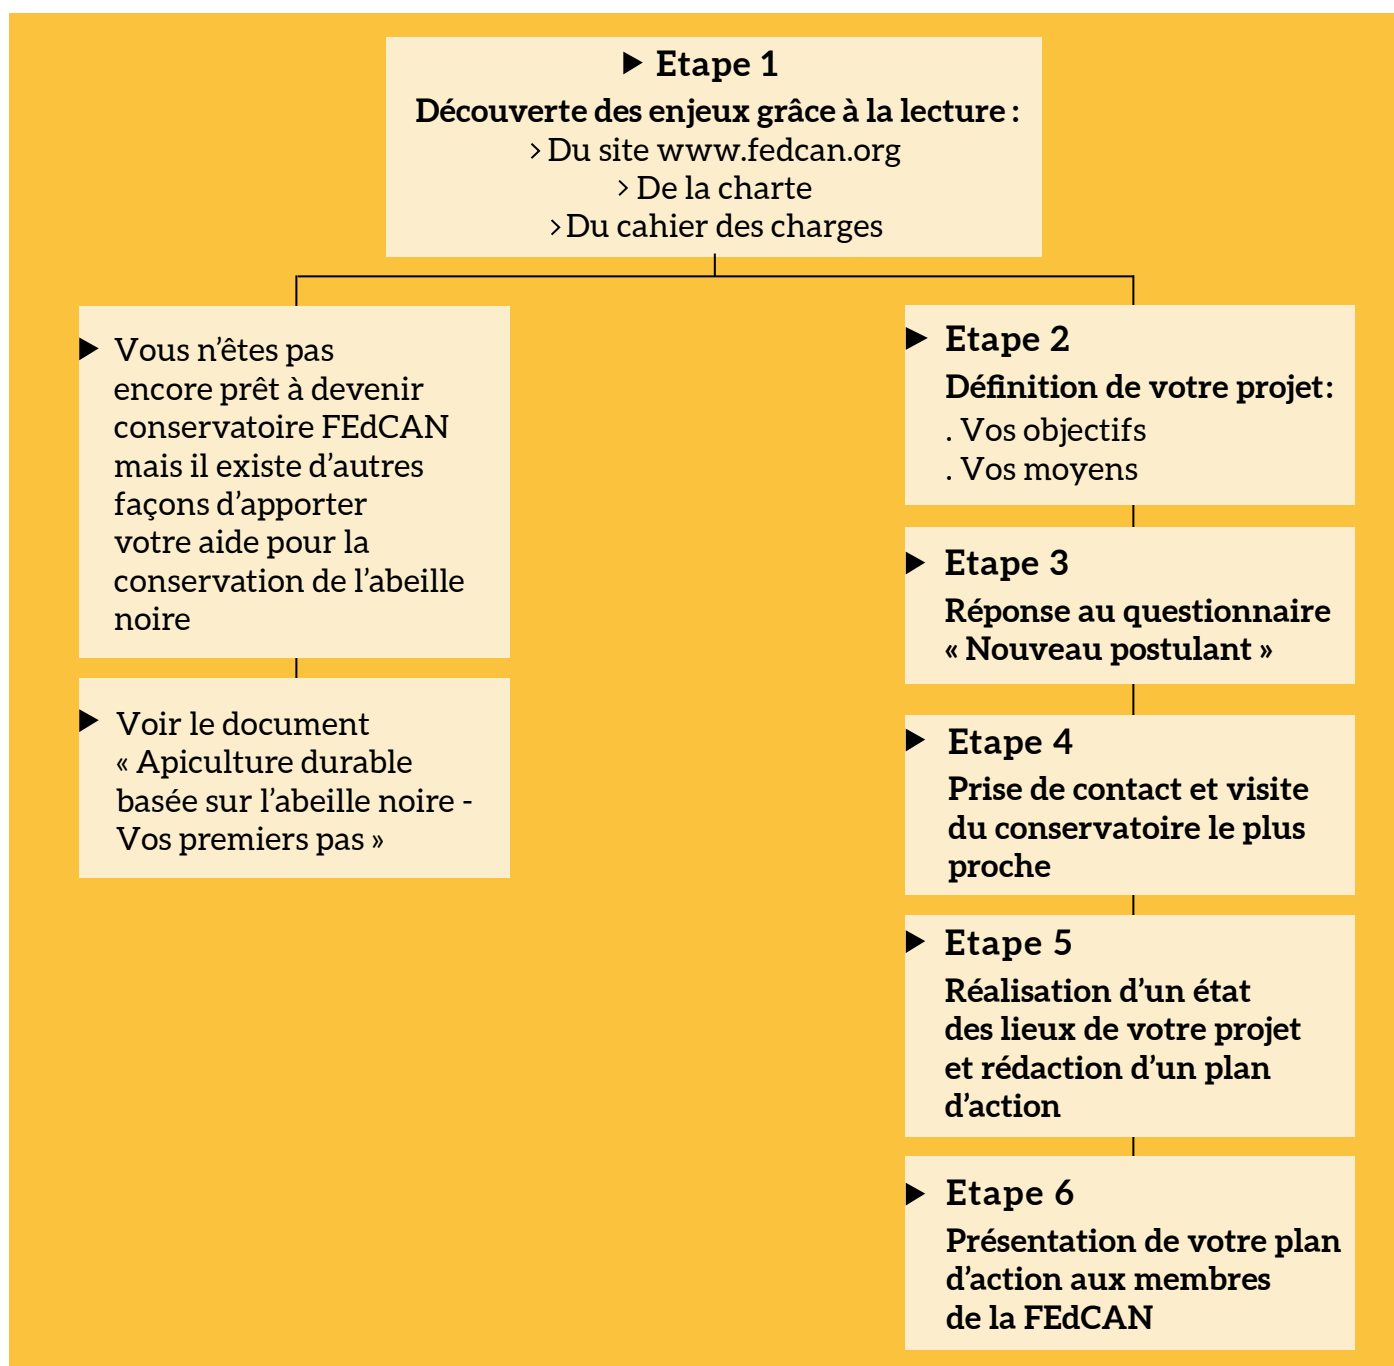 ▶ Etape 1
Découverte des enjeux grâce à la lecture :
> Du site www.fedcan.org
> De la charte
> Du cahier des charges
▶ Vous n’êtes pas
encore prêt à devenir
conservatoire FEdCAN
mais il existe d’autres
façons d’apporter
votre aide pour la
conservation de l’abeille
noire
▶ Voir le document
« Apiculture durable
basée sur l’abeille noire -
Vos premiers pas »
▶ Etape 2
Définition de votre projet :
. Vos objectifs
. Vos moyens
▶ Etape 3
Réponse au questionnaire
« Nouveau postulant »
▶ Etape 4
Prise de contact et visite
du conservatoire le plus
proche
▶ Etape 5
Réalisation d’un état
des lieux de votre projet
et rédaction d’un plan
d’action
▶ Etape 6
Présentation de votre plan
d’action aux membres
de la FEdCAN